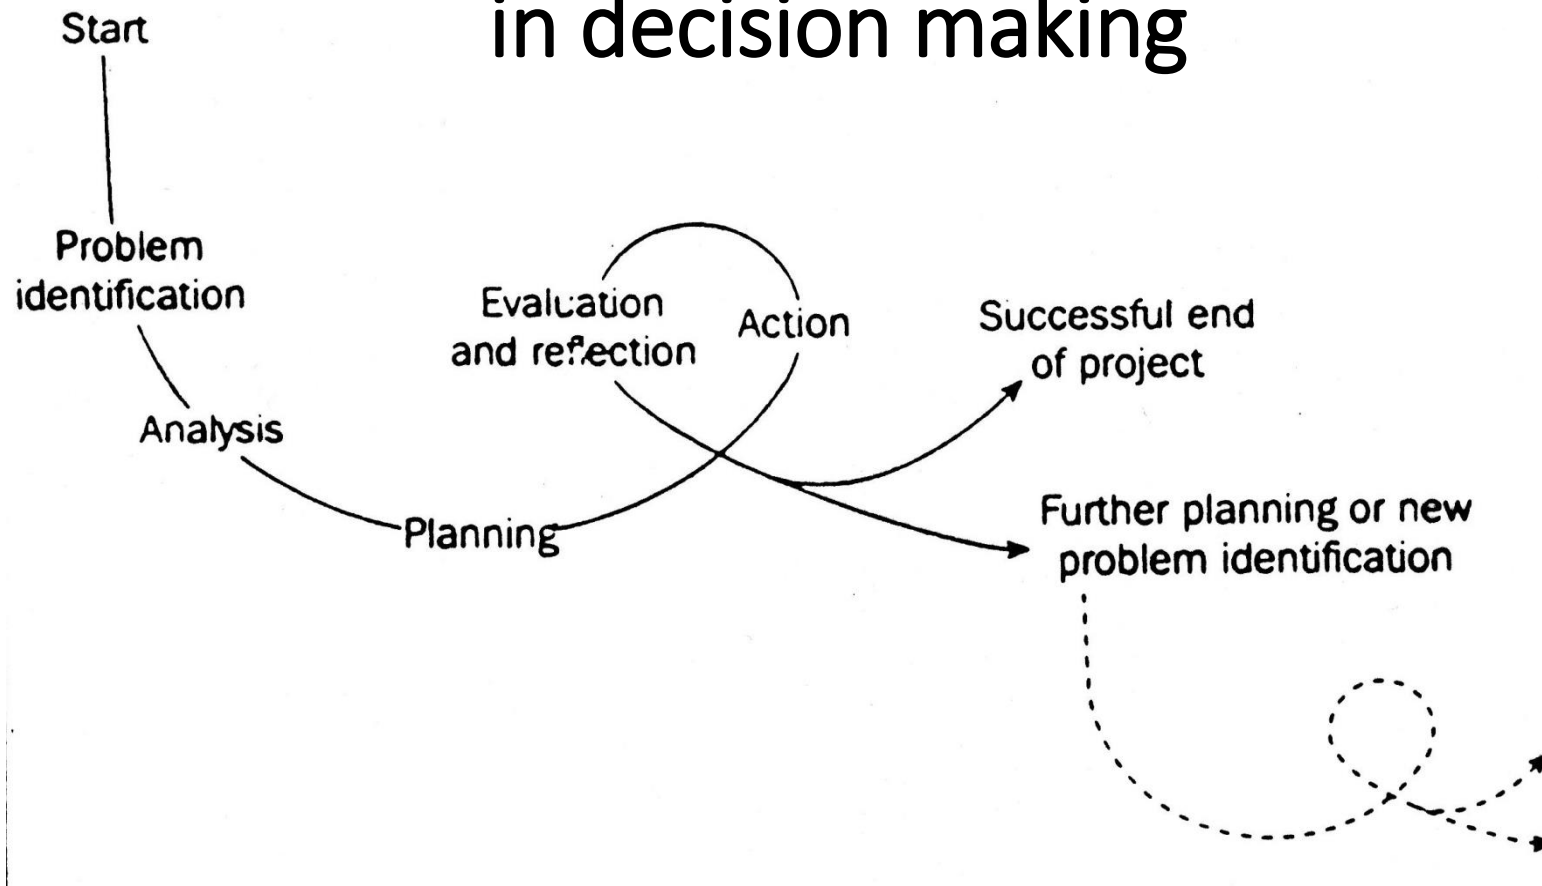 in decision making
Start
Problem
identification
Analysis
Planning
Evaluation
and reflection
Action
Successful end
of project
Further planning or new
problem identification